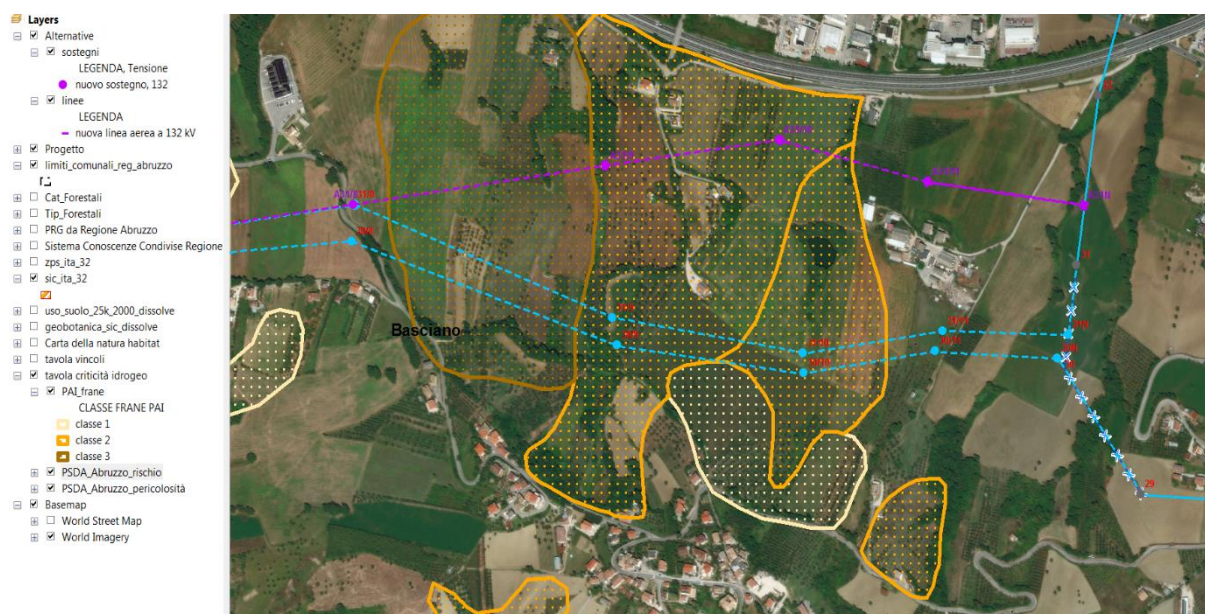 Layers
Alternative
sostegni
LEGENDA, Tensione
nuovo sostegno, 132
linee
LEGENDA
nuova linea aerea a 132 kV
Progetto
limiti_comunali_reg_abruzzo
Cat_Forestali
Tip_Forestali
PRG da Regione Abruzzo
Sistema Conoscenze Condivise Regione
zps_ita_32
sic_ita_32
uso_suolo_25k_2000_dissolve
geobotanica_sic_dissolve
Carta della natura habitat
tavola vincoli
tavola criticità idrogeo
PAI_frane
CLASSE FRANE PAI
classe 1
classe 2
classe 3
PSDA_Abruzzo_rischio
PSDA_Abruzzo_pericolosità
Basemap
World Street Map
World Imagery
Basciano
29